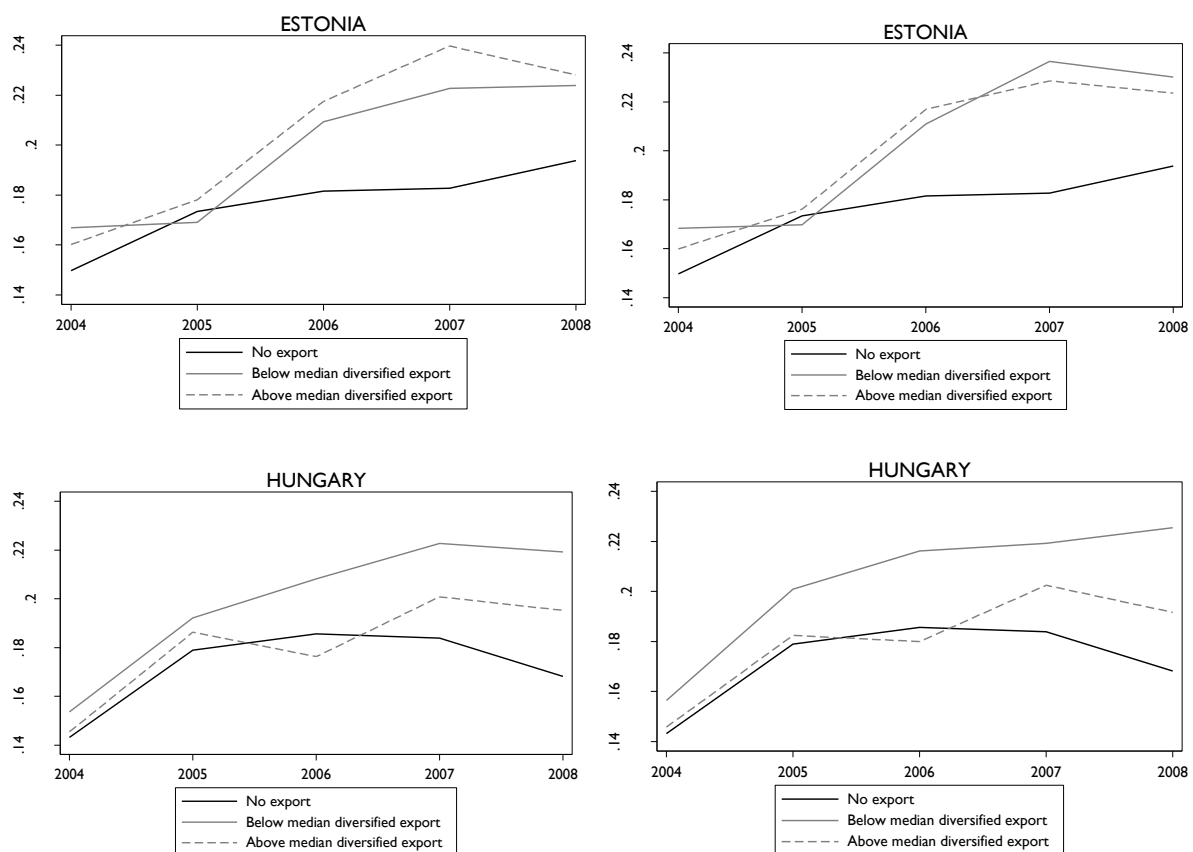 ESTONIA
.24
.22
.2
.18
.16
.14
2004 2005 2006 2007 2008
No export
Below median diversified export
Above median diversified export
ESTONIA
.24
.22
.2
.18
.16
.14
2004 2005 2006 2007 2008
No export
Below median diversified export
Above median diversified export
HUNGARY
.24
.22
.2
.18
.16
.14
2004 2005 2006 2007 2008
No export
Below median diversified export
Above median diversified export
HUNGARY
.24
.22
.2
.18
.16
.14
2004 2005 2006 2007 2008
No export
Below median diversified export
Above median diversified export